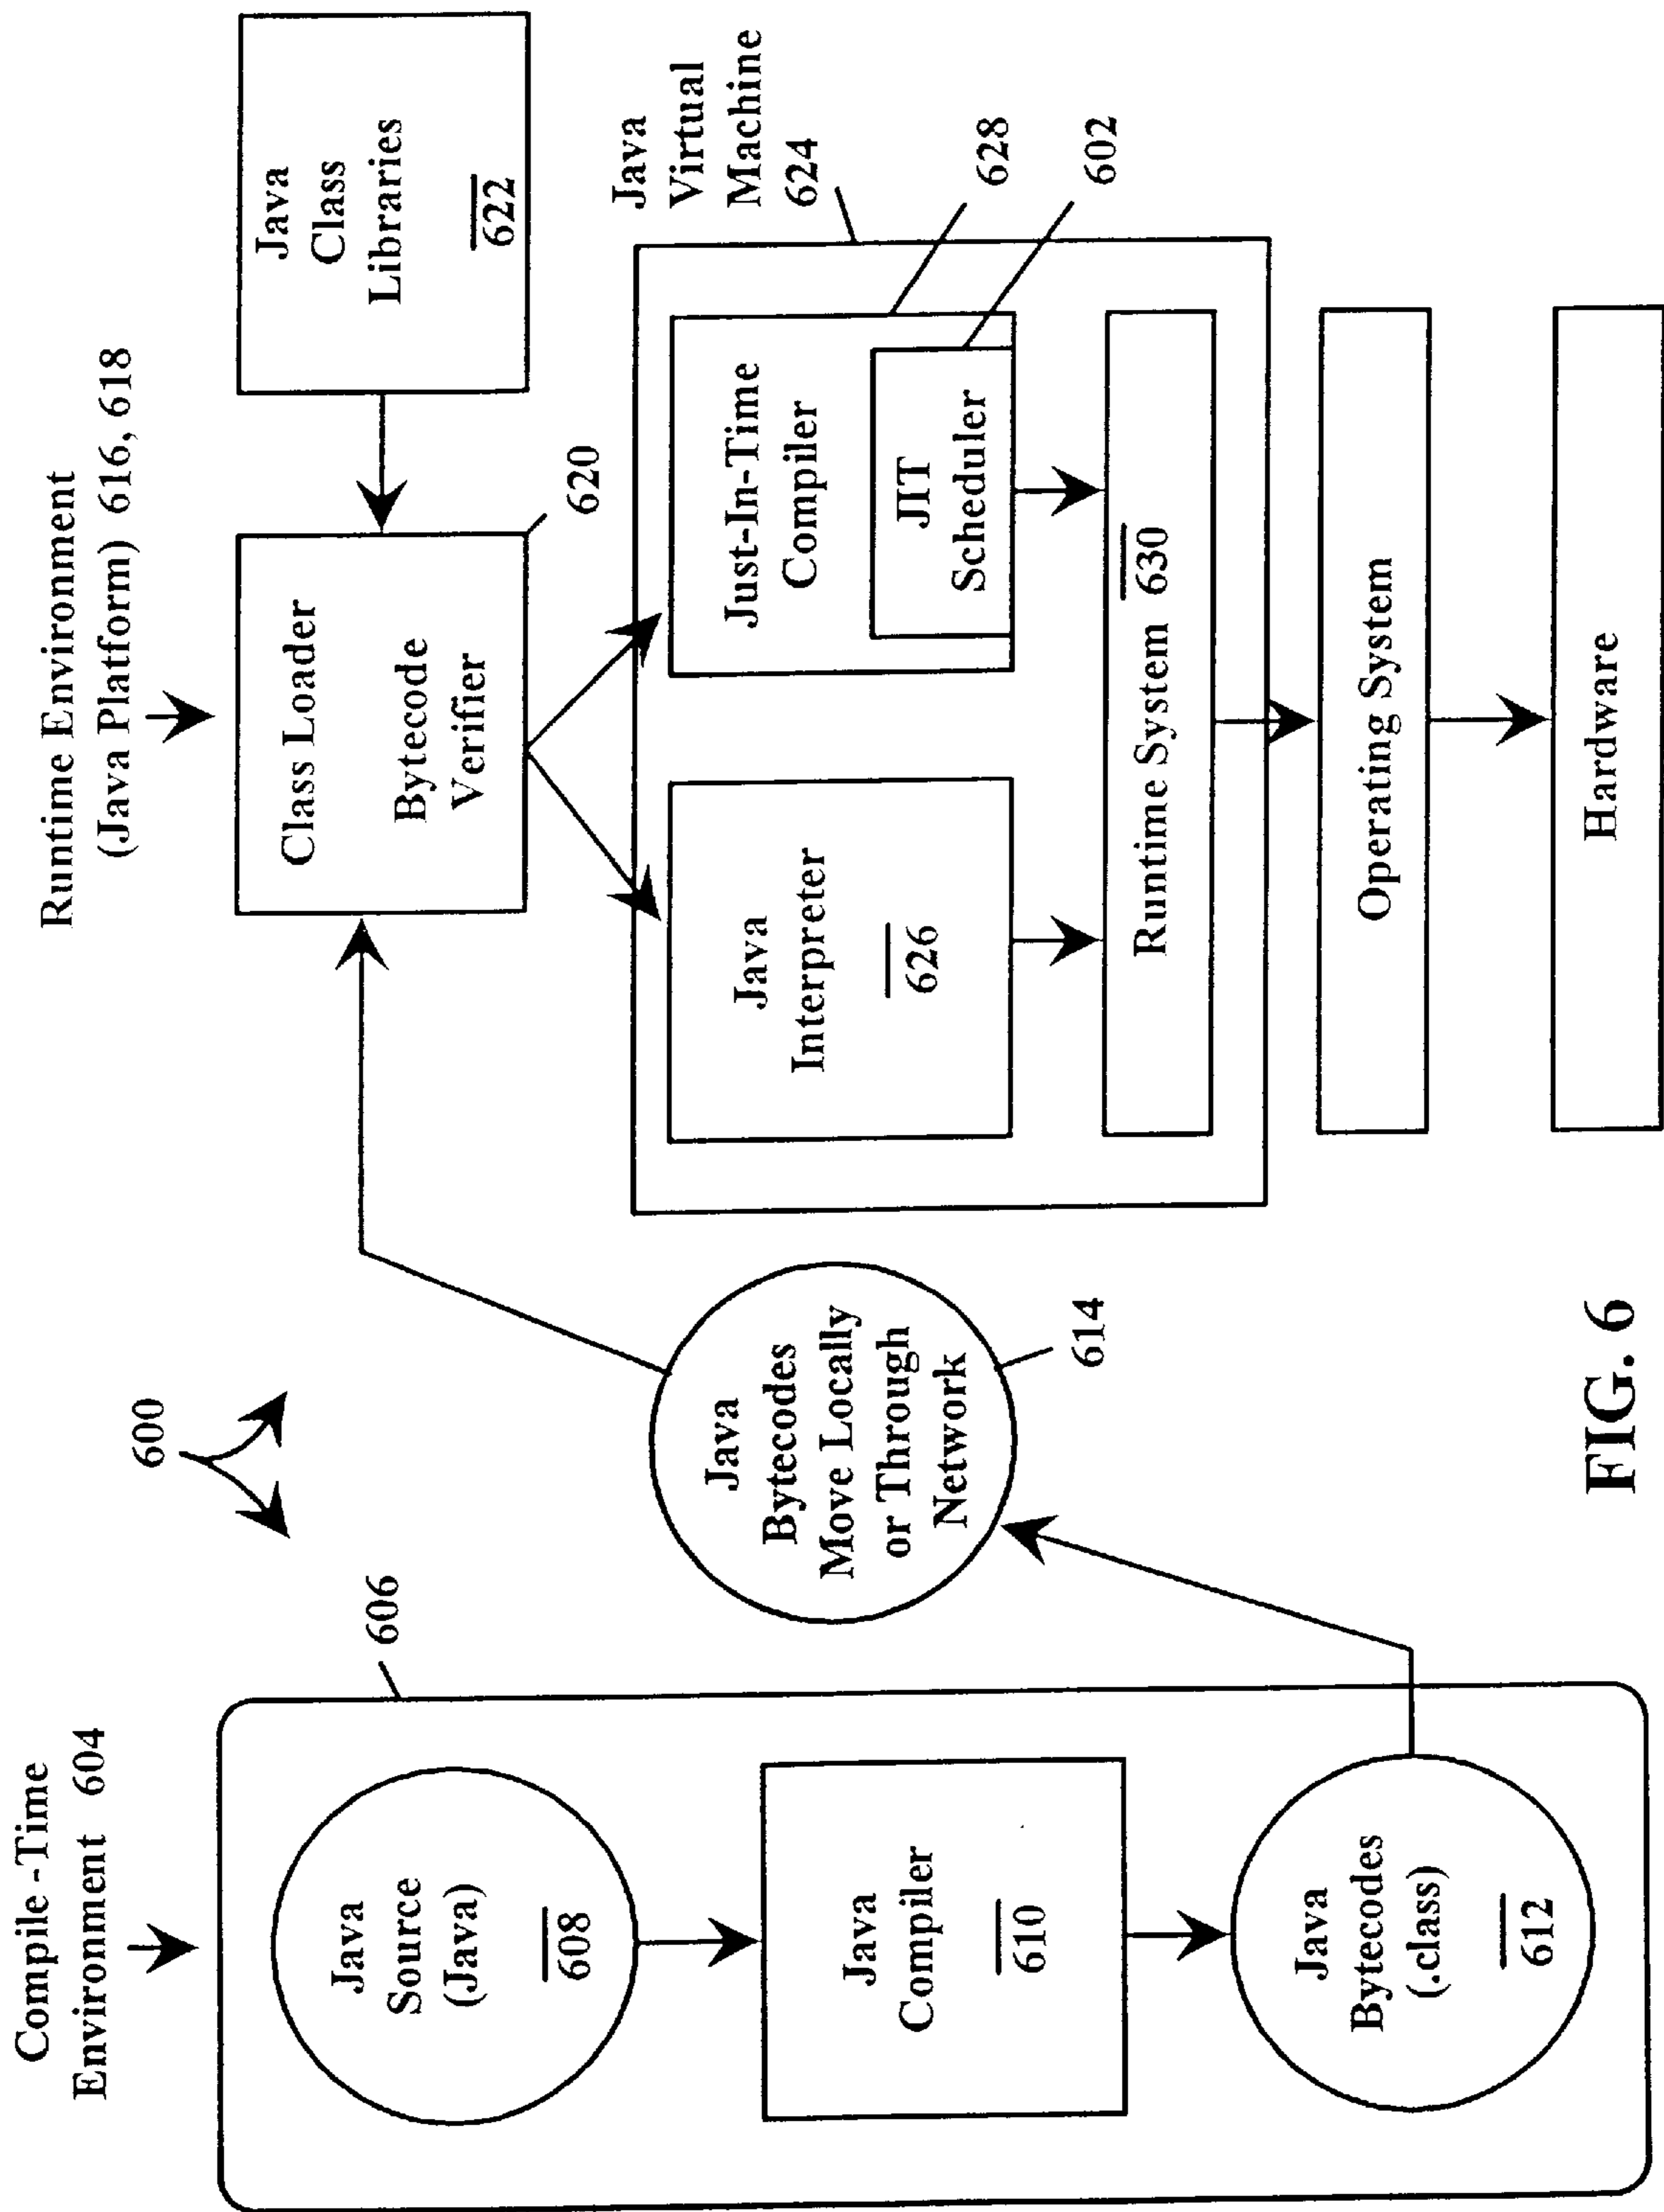 Compile -Time
Environment 604
606
Java
Source
(Java)
608
Java
Compiler
610
Java
Bytecodes
(.class)
612
600
Java
Bytecodes
Move Locally
or Through
Network
614
Runtime Environment
(Java Platform) 616, 618
Class Loader
Bytecode
Verifier
620
Java
Class
Libraries
622
Java
Virtual
Machine
624
Java
Interpreter
626
Just-In-Time
Compiler
JIT
Scheduler
628
602
Runtime System 630
Operating System
Hardware
FIG. 6